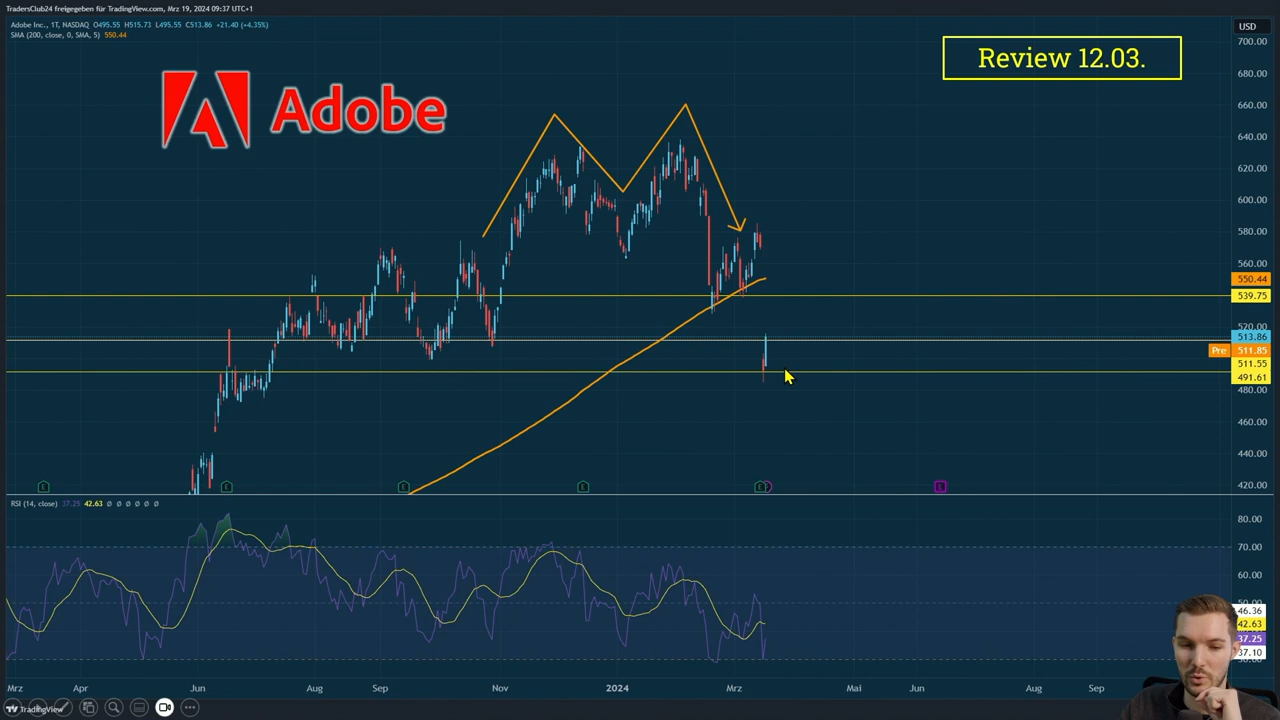 TradersClub24 freigegeben für TradingView.com, Mrz 19, 2024 09:37 UTC+1
Adobe Inc., 1T, NASDAQ O495.55 H515.73 L495.55 C513.86 +21.40 (+4.35%)
SMA (200, close, 0, SMA, 5) 550.44
USD
Review 12.03.
Adobe
700.00
680.00
660.00
640.00
620.00
600.00
580.00
560.00
550.44
539.75
520.00
513.86
Pre 511.85
511.55
491.61
480.00
460.00
440.00
420.00
E E E E E E
RSI (14, close) 37.25 42.63 Ø Ø Ø Ø Ø Ø
80.00
70.00
60.00
50.00
46.36
42.63
37.25
37.10
Mrz Apr Jun Aug Sep Nov 2024 Mrz Mai Jun Aug Sep
TradingView